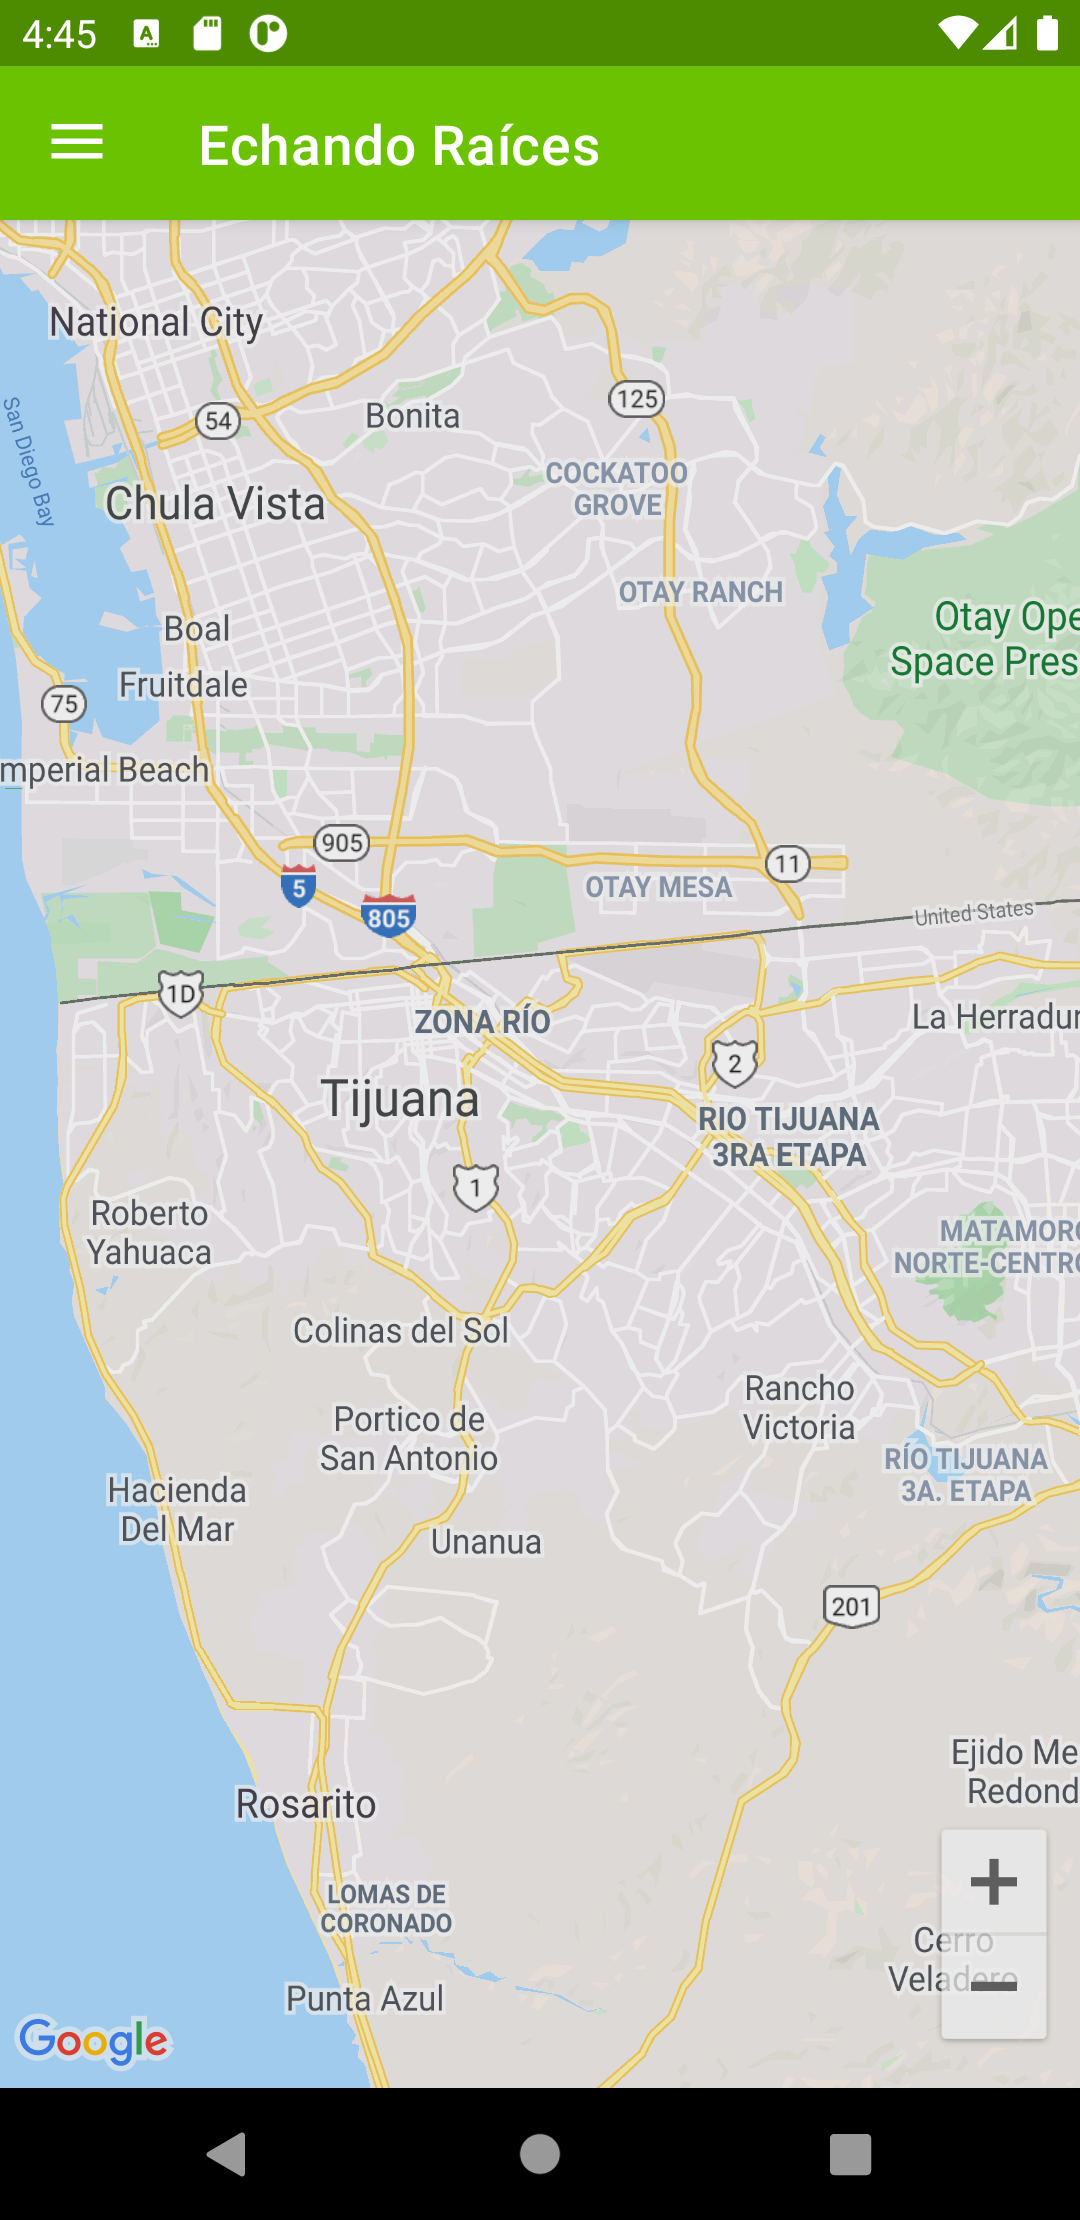 4:45
Echando Raíces
National City
54
Bonita
125
San Diego Bay
COCKATOO
GROVE
Chula Vista
OTAY RANCH
Otay Ope
Space Pres
Boal
Fruitdale
75
mperial Beach
905
11
5
OTAY MESA
805
United States
1D
ZONA RÍO
La Herradur
2
Tijuana
RIO TIJUANA
3RA ETAPA
1
Roberto
Yahuaca
MATAMORO
NORTE-CENTRO
Colinas del Sol
Rancho
Victoria
Portico de
San Antonio
RÍO TIJUANA
3A. ETAPA
Hacienda
Del Mar
Unanua
201
Ejido Me
Redond
Rosarito
LOMAS DE
CORONADO
Cerro
Veladero
Punta Azul
Google